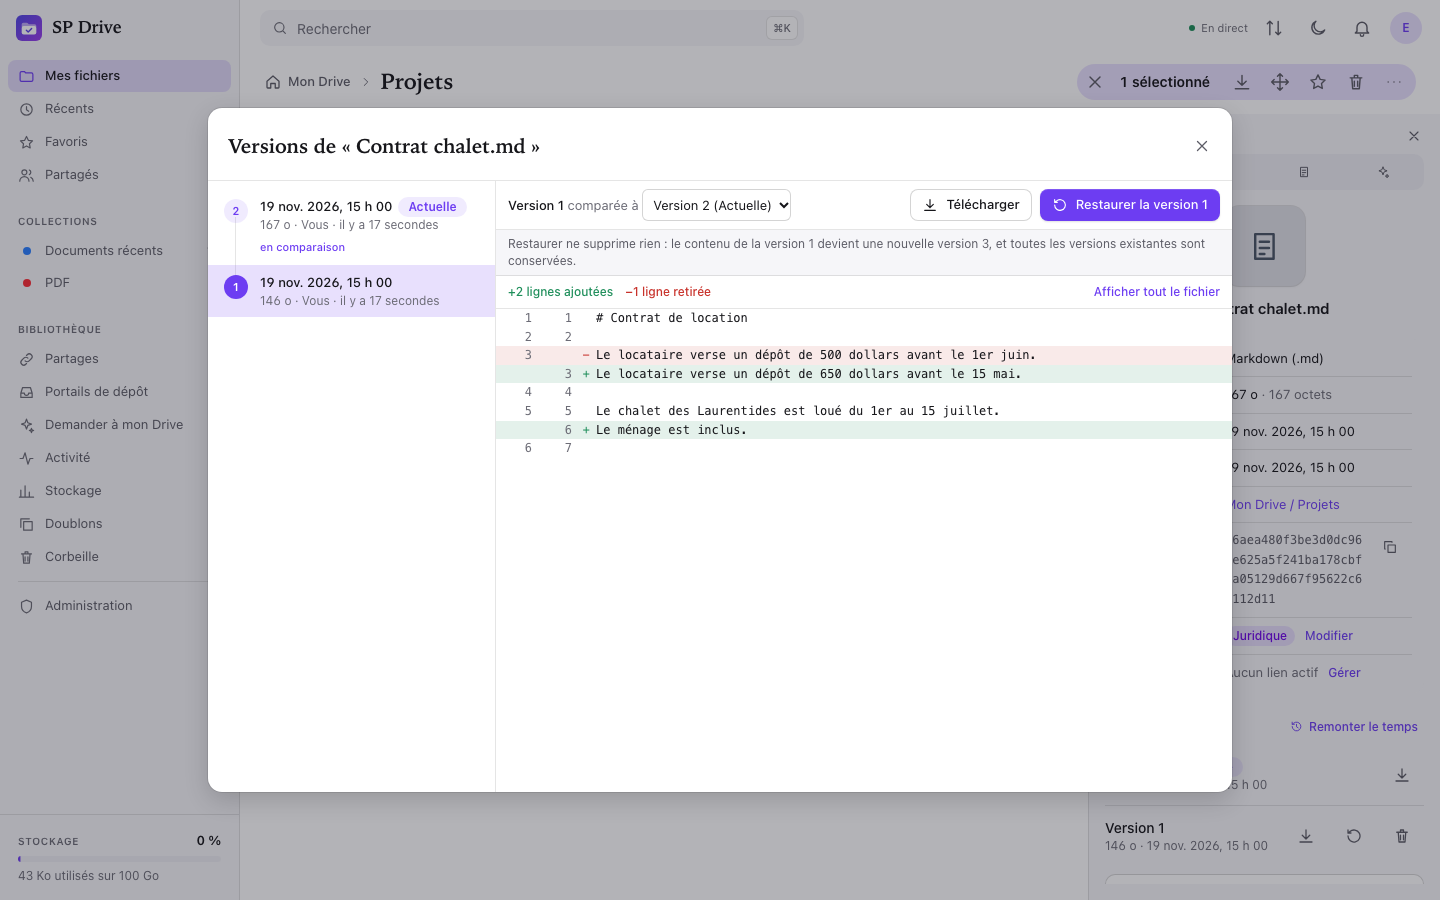 SP Drive
Rechercher
⌘K
En direct
E
Mes fichiers
Récents
Favoris
Partagés
COLLECTIONS
Documents récents
PDF
BIBLIOTHÈQUE
Partages
Portails de dépôt
Demander à mon Drive
Activité
Stockage
Doublons
Corbeille
Administration
STOCKAGE 0 %
43 Ko utilisés sur 100 Go
Mon Drive > Projets
1 sélectionné
Versions de « Contrat chalet.md »
2 19 nov. 2026, 15 h 00 Actuelle
167 o · Vous · il y a 17 secondes
en comparaison
1 19 nov. 2026, 15 h 00
146 o · Vous · il y a 17 secondes
Version 1 comparée à Version 2 (Actuelle)
Télécharger
Restaurer la version 1
Restaurer ne supprime rien : le contenu de la version 1 devient une nouvelle version 3, et toutes les versions existantes sont
conservées.
+2 lignes ajoutées −1 ligne retirée
Afficher tout le fichier
1 1 # Contrat de location
2 2
3 − Le locataire verse un dépôt de 500 dollars avant le 1er juin.
3 + Le locataire verse un dépôt de 650 dollars avant le 15 mai.
4 4
5 5 Le chalet des Laurentides est loué du 1er au 15 juillet.
6 + Le ménage est inclus.
6 7
chalet.md
Markdown (.md)
67 o · 167 octets
9 nov. 2026, 15 h 00
9 nov. 2026, 15 h 00
Mon Drive / Projets
6aea480f3be3d0dc96
e625a5f241ba178cbf
a05129d667f95622c6
112d11
Juridique Modifier
ucun lien actif Gérer
Remonter le temps
5 h 00
Version 1
146 o · 19 nov. 2026, 15 h 00